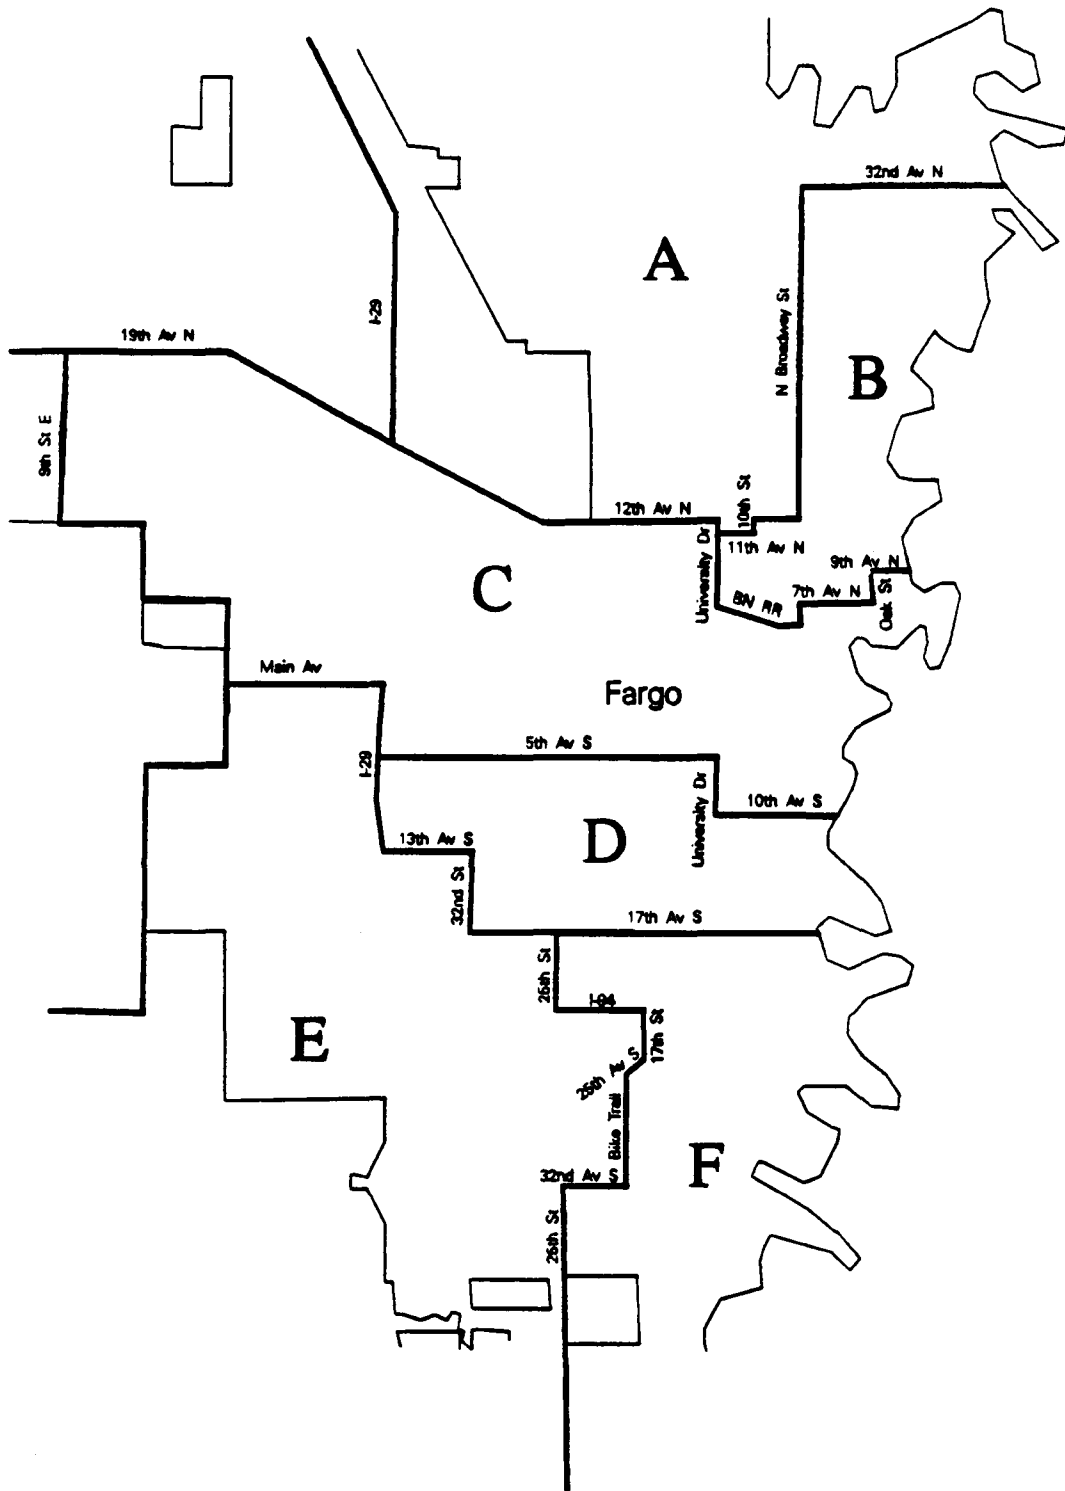 32nd Av N
A
I-29
N Broadway St
19th Av N
B
9th St E
10th St
12th Av N
University Dr
11th Av N
9th Av N
C
BN RR
7th Av N
Oak St
Main Av
Fargo
5th Av S
I-29
University Dr
10th Av S
D
13th Av S
32nd St
17th Av S
25th St
I-94
17th St
E
25th Av S
Bike Trail
F
32nd Av S
25th St